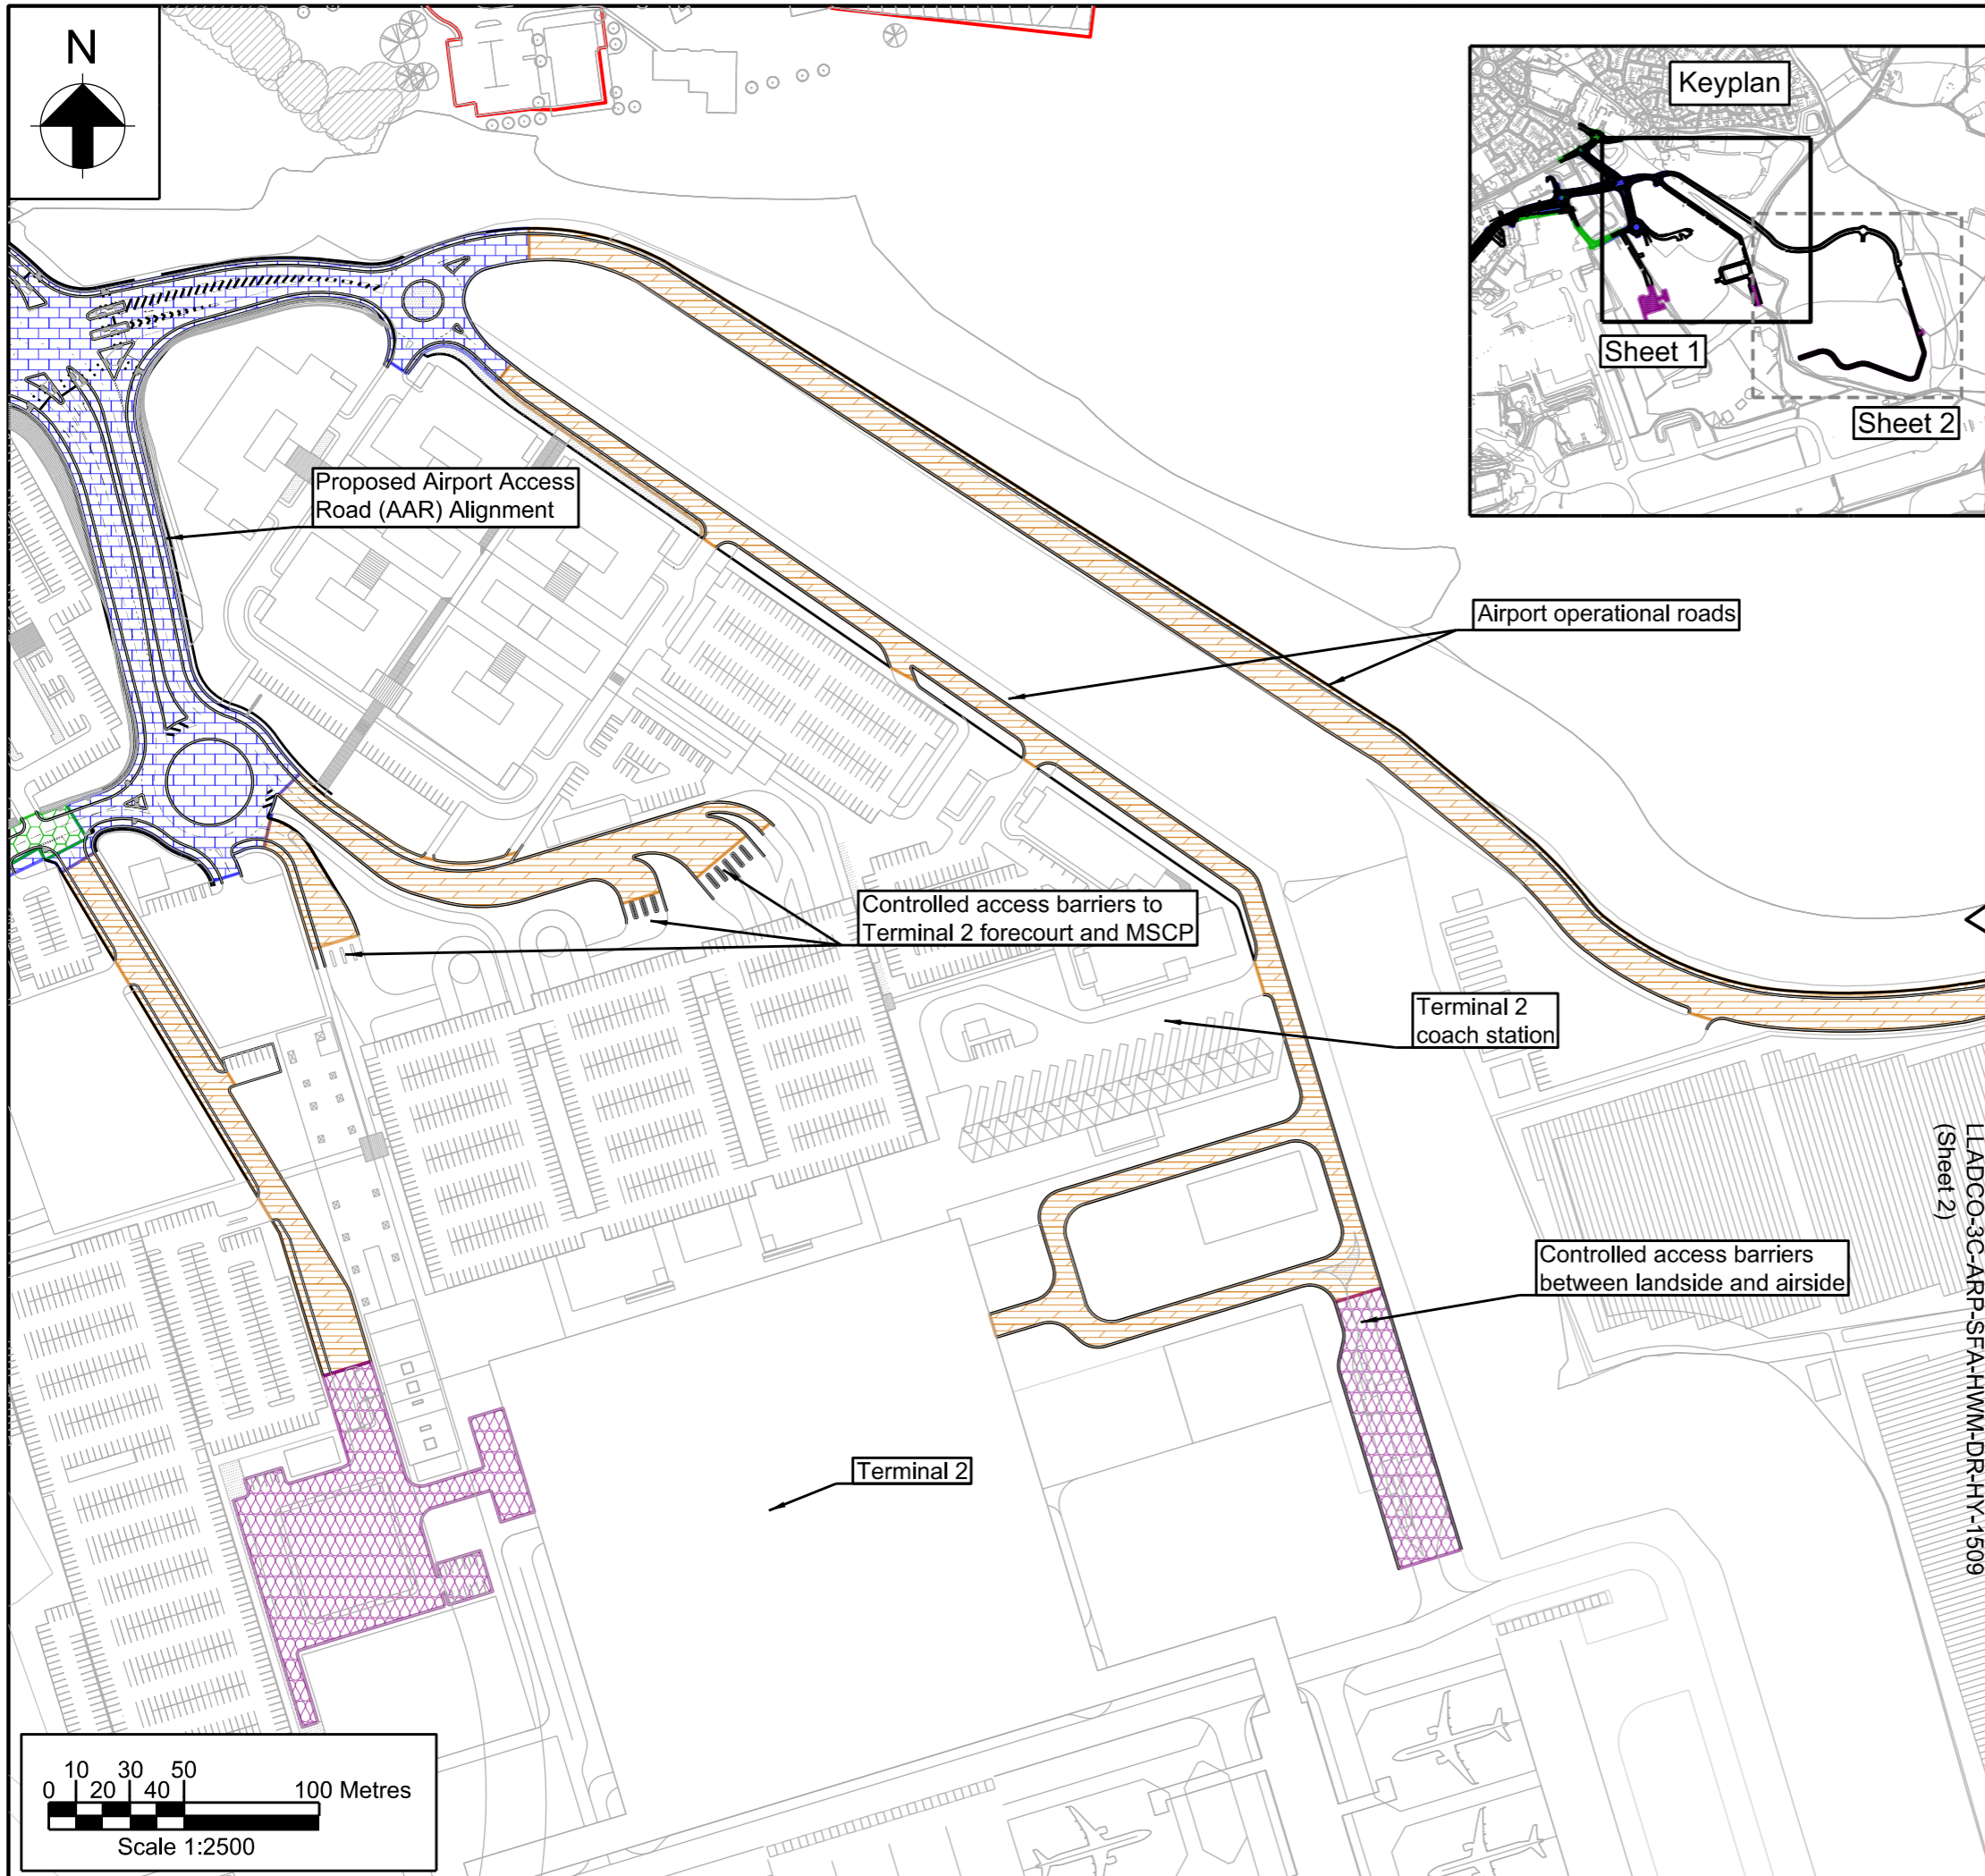 N
Keyplan
Sheet 1
Sheet 2
Proposed Airport Access
Road (AAR) Alignment
Airport operational roads
Controlled access barriers to
Terminal 2 forecourt and MSCP
Terminal 2
coach station
LLADCO-3C-ARP-SFA-HWM-DR-HY-1509
(Sheet 2)
Controlled access barriers
between landside and airside
Terminal 2
10 30 50
0 20 40 100 Metres
Scale 1:2500